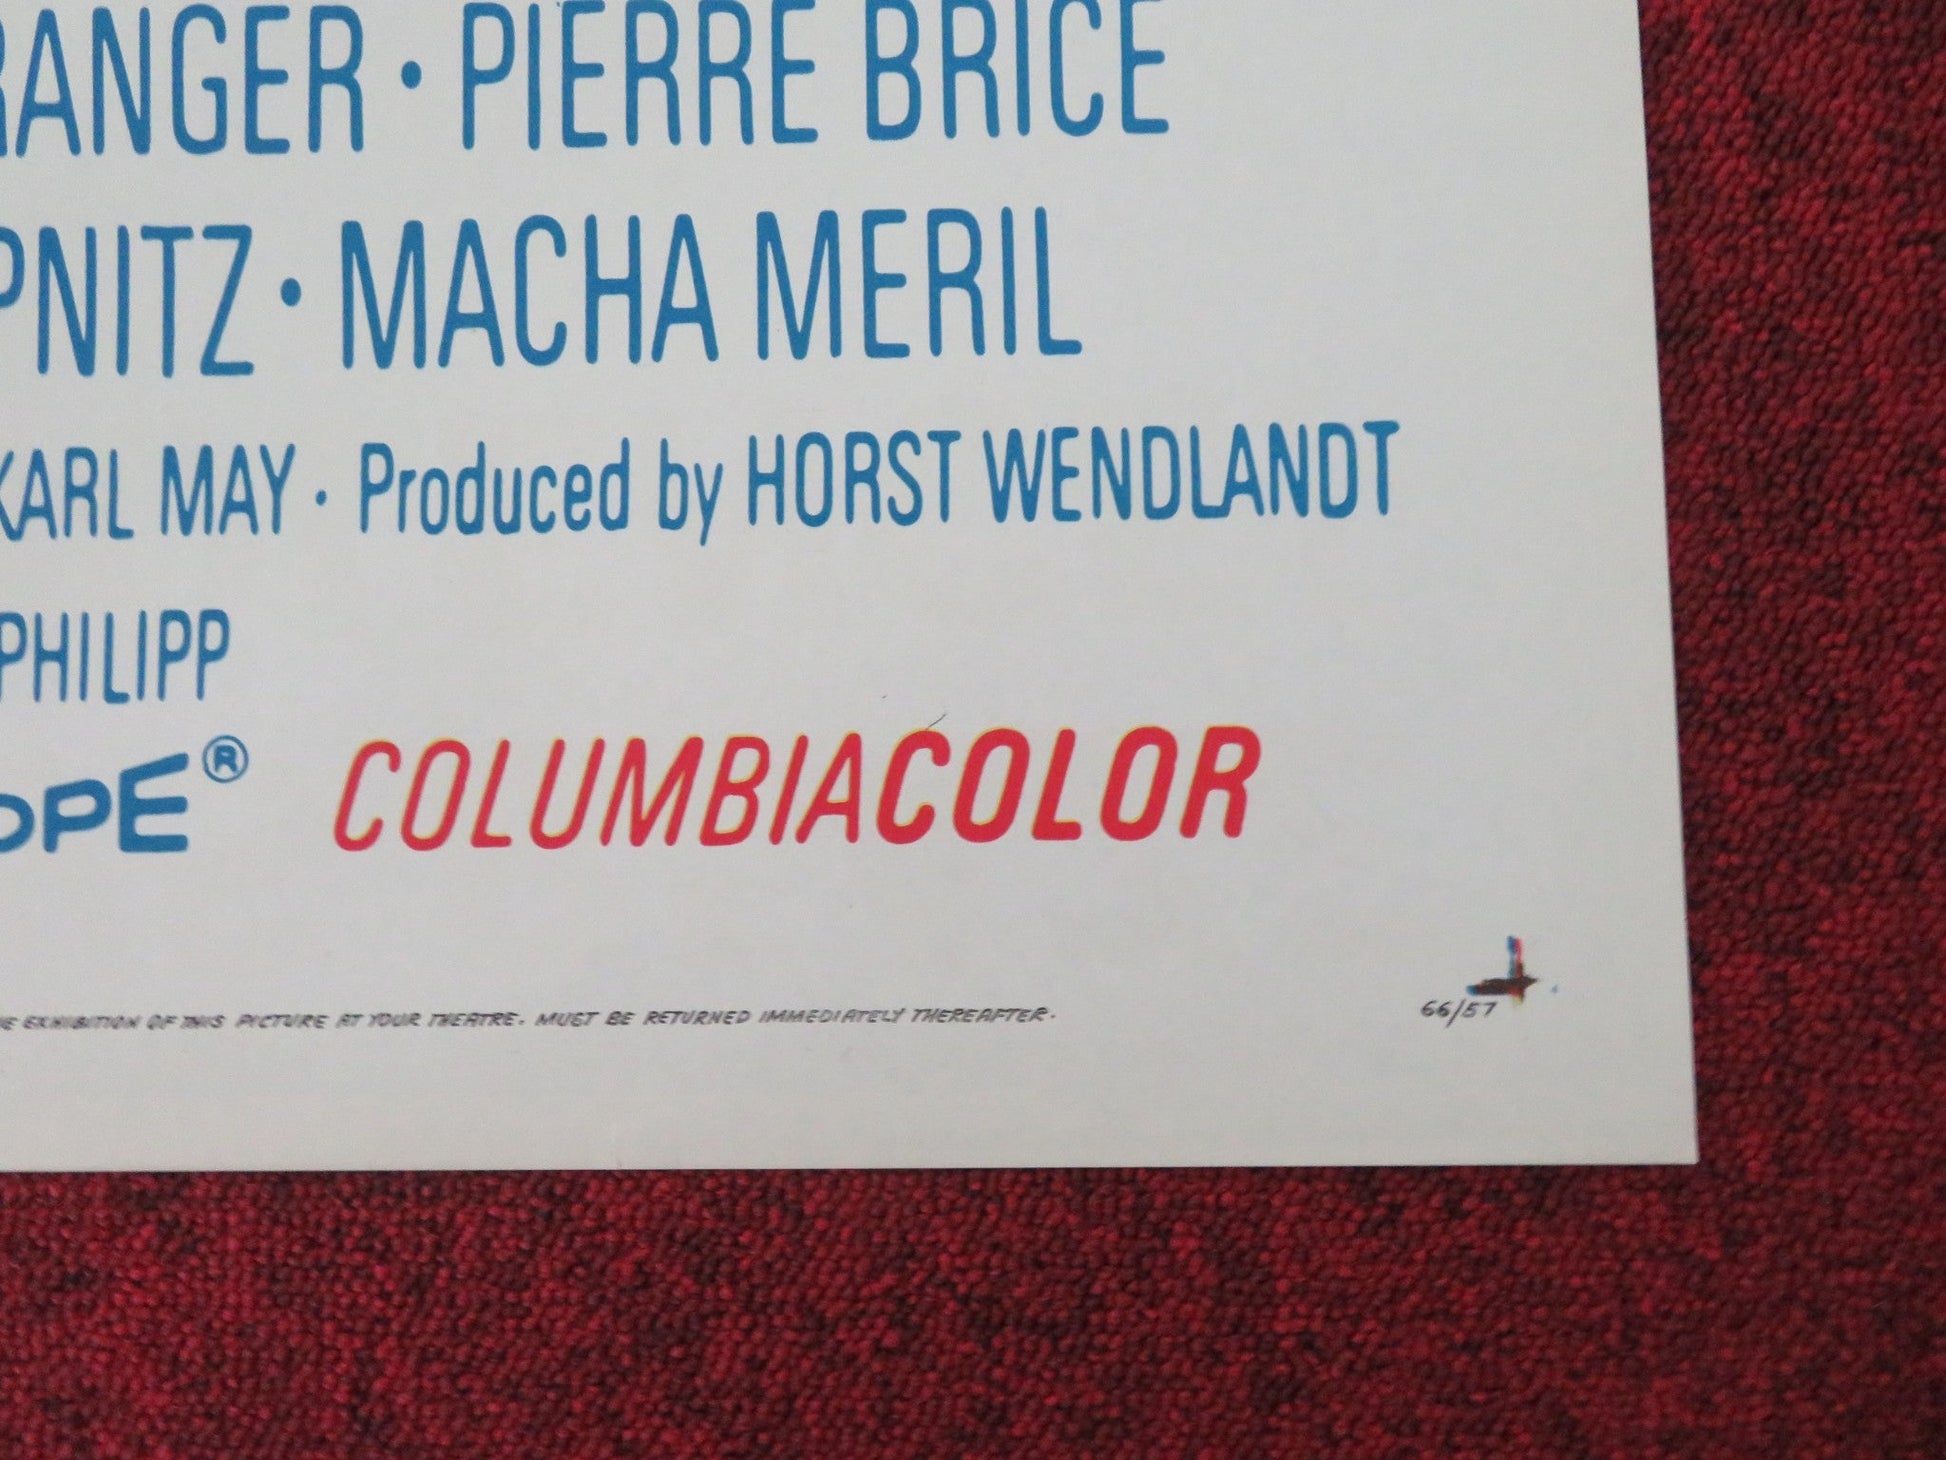 RANGER · PIERRE BRICE
PNITZ · MACHA MERIL
KARL MAY · Produced by HORST WENDLANDT
PHILIPP
OPE® COLUMBIACOLOR
E EXHIBITION OF THIS PICTURE AT YOUR THEATRE. MUST BE RETURNED IMMEDIATELY THEREAFTER.
66/57